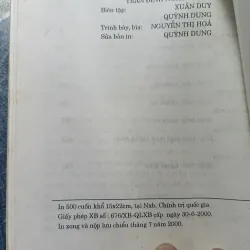 Biên tập: XUÂN DUY
QUỲNH DUNG
Trình bày, bìa: NGUYỄN THỊ HOÀ
Sửa bản in: QUỲNH DUNG
In 500 cuốn khổ 15x22cm, tại Nxb. Chính trị quốc gia
Giấy phép XB số : 676/XB-QLXB cấp ngày 30-6-2000.
In xong và nộp lưu chiểu tháng 7 năm 2000.